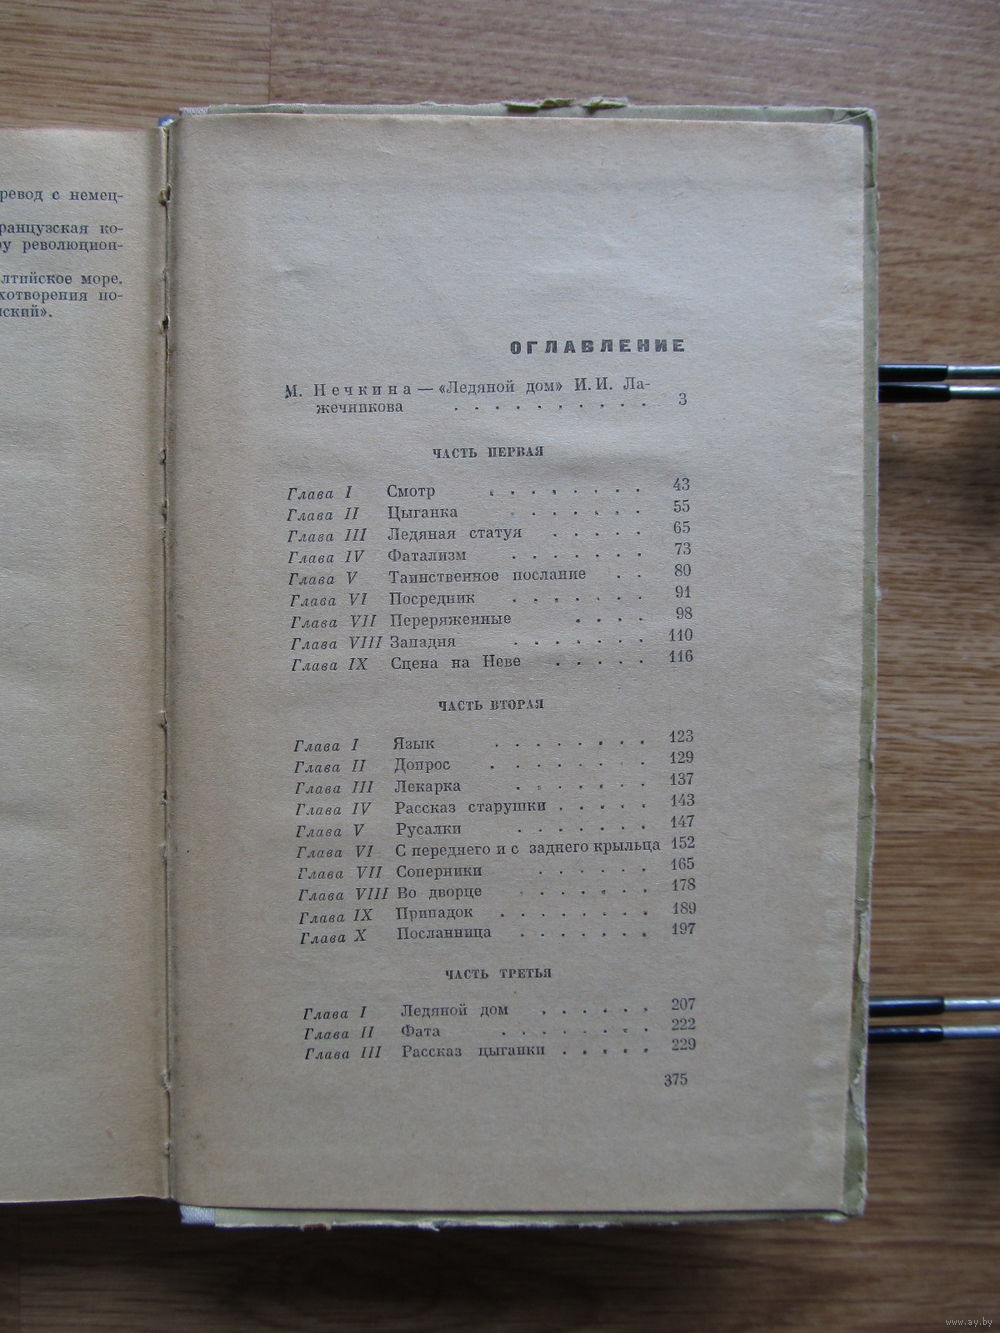 ревод с немец-
ранцузская ко-
ру революцион-
лтийское море.
хотворения по-
ский».
ОГЛАВЛЕНИЕ
М. Нечкина — «Ледяной дом» И. И. Ла-
жечникова . . . . . . . . . . 3
ЧАСТЬ ПЕРВАЯ
Глава I Смотр . . . . . . . . 43
Глава II Цыганка . . . . . . . 55
Глава III Ледяная статуя . . . . . 65
Глава IV Фатализм . . . . . . . 73
Глава V Таинственное послание . . 80
Глава VI Посредник . . . . . . . 91
Глава VII Переряженные . . . . 98
Глава VIII Западня . . . . . . . 110
Глава IX Сцена на Неве . . . . . 116
ЧАСТЬ ВТОРАЯ
Глава I Язык . . . . . . . . 123
Глава II Допрос . . . . . . . . 129
Глава III Лекарка . . . . . . . 137
Глава IV Рассказ старушки . . . . . 143
Глава V Русалки . . . . . . . 147
Глава VI С переднего и с заднего крыльца 152
Глава VII Соперники . . . . . . 165
Глава VIII Во дворце . . . . . . 178
Глава IX Припадок . . . . . . . . 189
Глава X Посланница . . . . . . . 197
ЧАСТЬ ТРЕТЬЯ
Глава I Ледяной дом . . . . . . 207
Глава II Фата . . . . . . . . 222
Глава III Рассказ цыганки . . . . . 229
375
www.ay.by